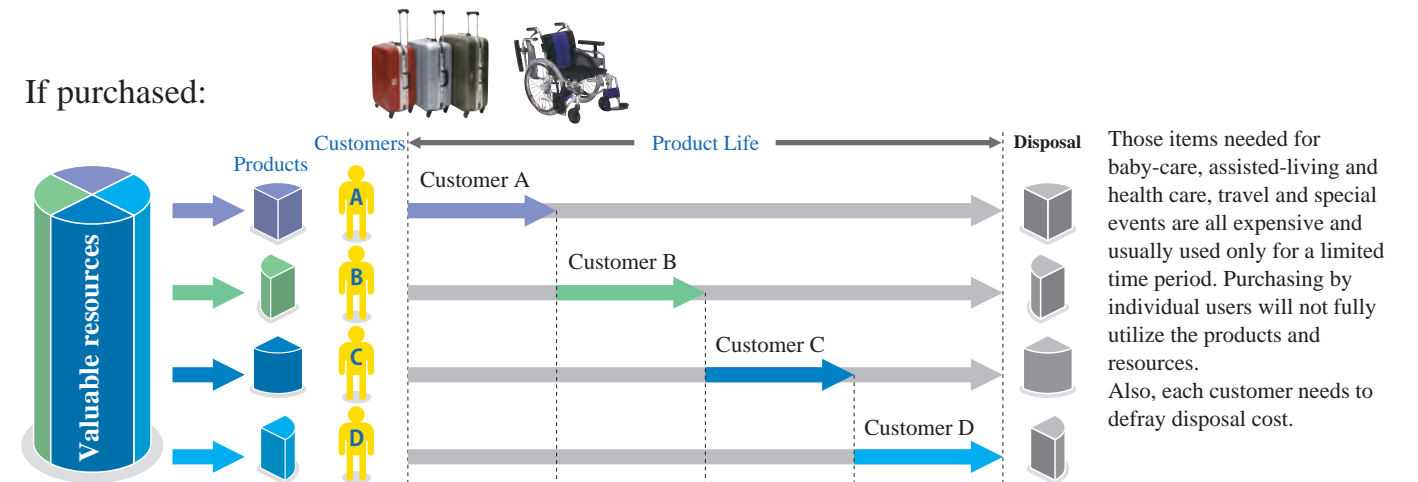 If purchased:
Customers
Product Life
Disposal
Products
Valuable resources
A
Customer A
B
Customer B
C
Customer C
D
Customer D
Those items needed for
baby-care, assisted-living and
health care, travel and special
events are all expensive and
usually used only for a limited
time period. Purchasing by
individual users will not fully
utilize the products and
resources.
Also, each customer needs to
defray disposal cost.